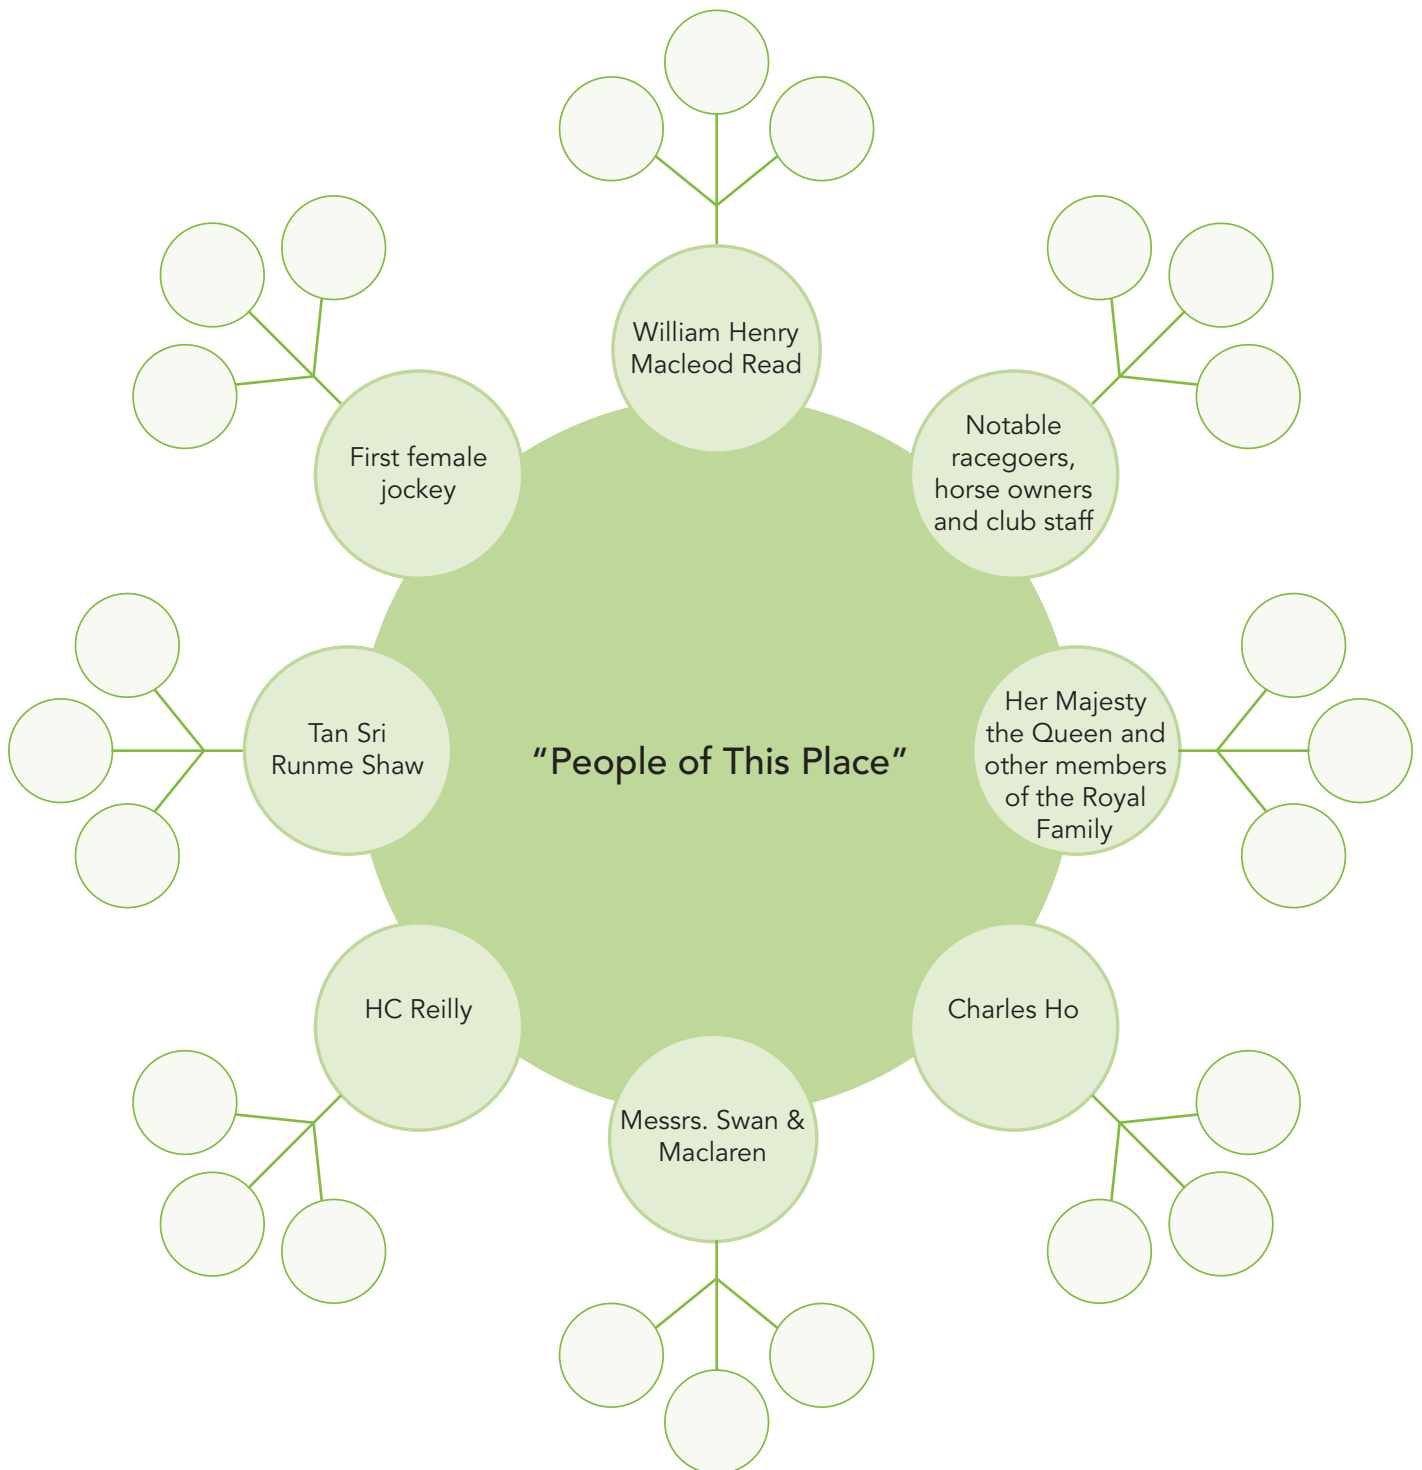 William Henry
Macleod Read
First female
jockey
Notable
racegoers,
horse owners
and club staff
Tan Sri
Runme Shaw
“People of This Place”
Her Majesty
the Queen and
other members
of the Royal
Family
HC Reilly
Charles Ho
Messrs. Swan &
Maclaren